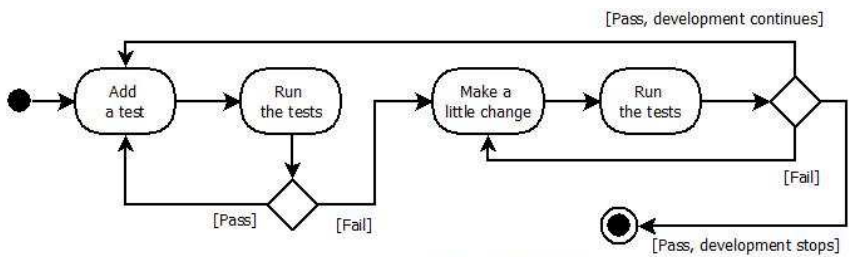 [Pass, development continues]
Add
a test
Run
the tests
Make a
little change
Run
the tests
[Pass]
[Fail]
[Fail]
[Pass, development stops]